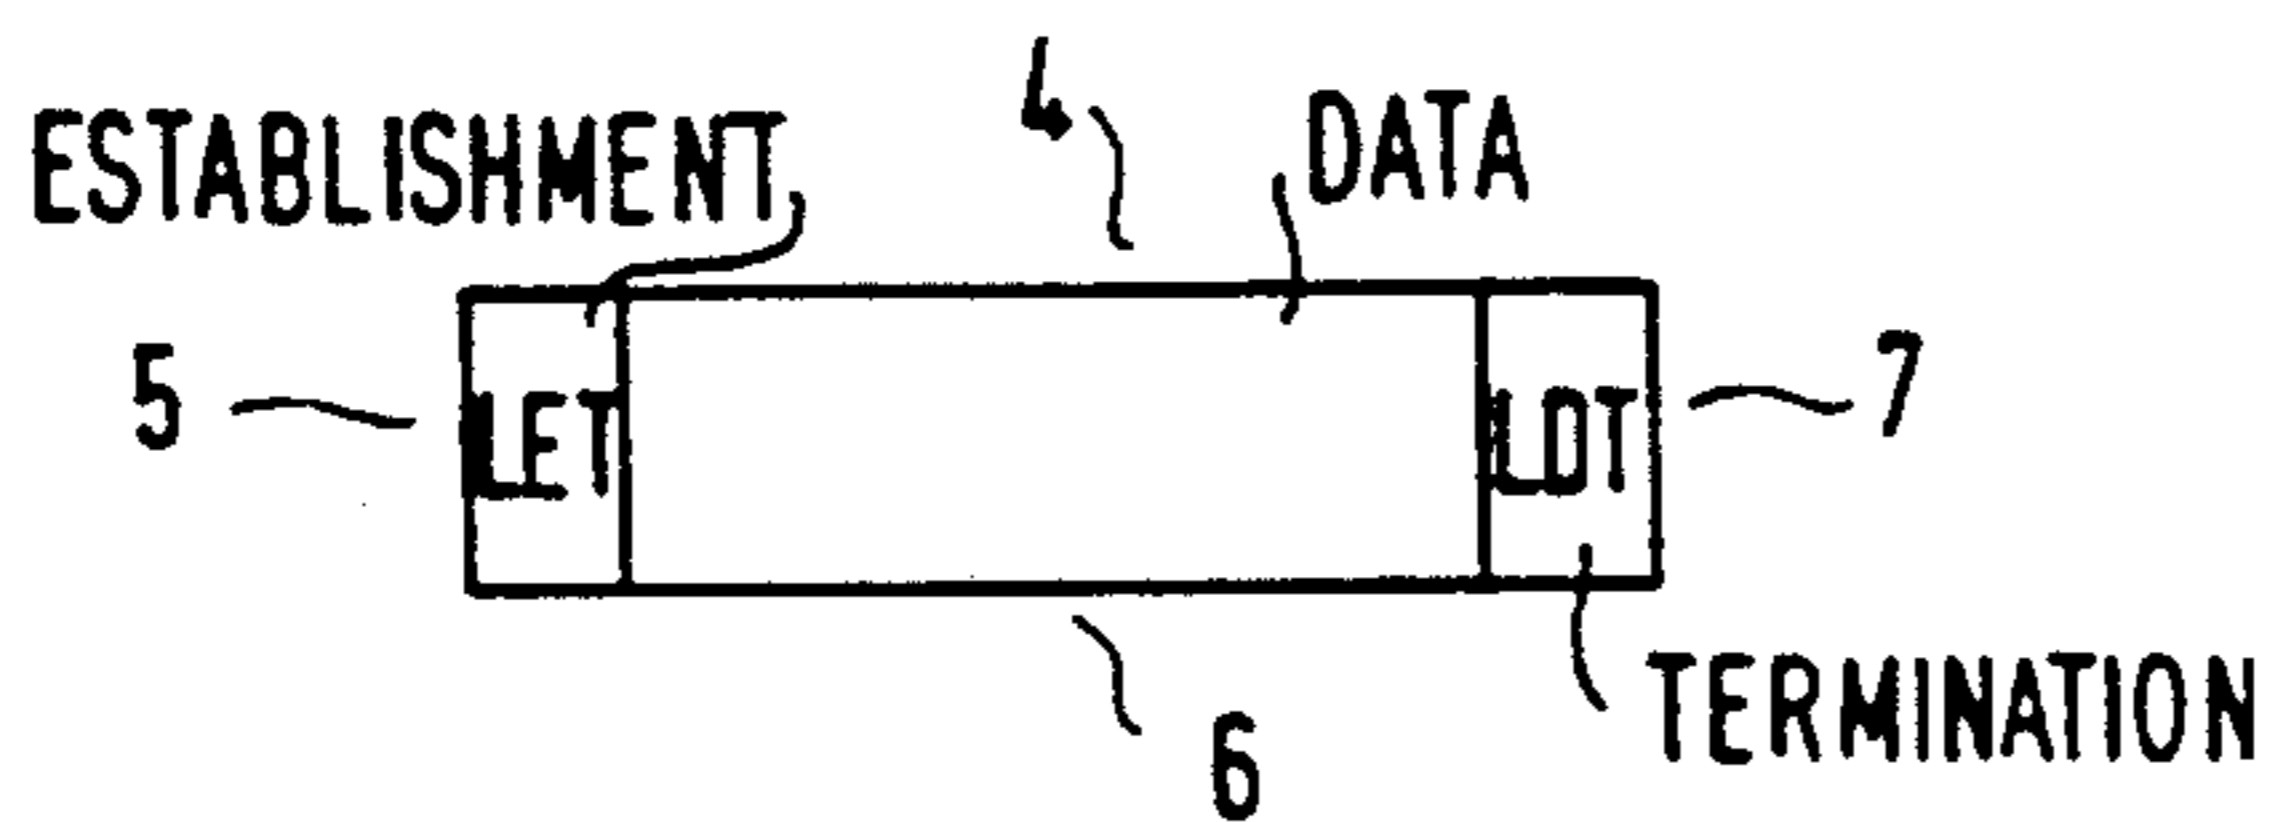 4
ESTABLISHMENT
DATA
5
LET
LDT
7
TERMINATION
6